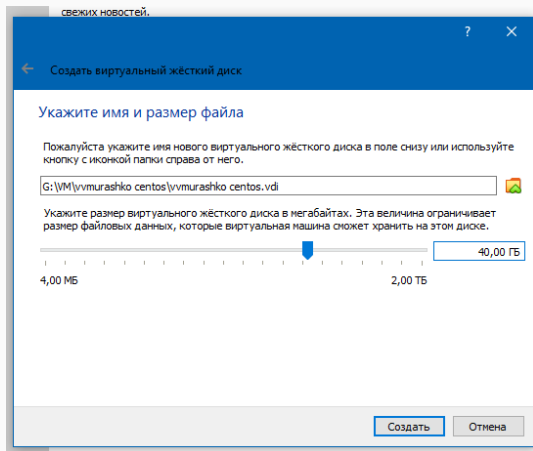 свежих новостей.
? ×
← Создать виртуальный жёсткий диск
Укажите имя и размер файла
Пожалуйста укажите имя нового виртуального жёсткого диска в поле снизу или используйте
кнопку с иконкой папки справа от него.
G:\VM\vvmurashko centos\vvmurashko centos.vdi
Укажите размер виртуального жёсткого диска в мегабайтах. Эта величина ограничивает
размер файловых данных, которые виртуальная машина сможет хранить на этом диске.
40,00 ГБ
4,00 МБ 2,00 ТБ
Создать Отмена